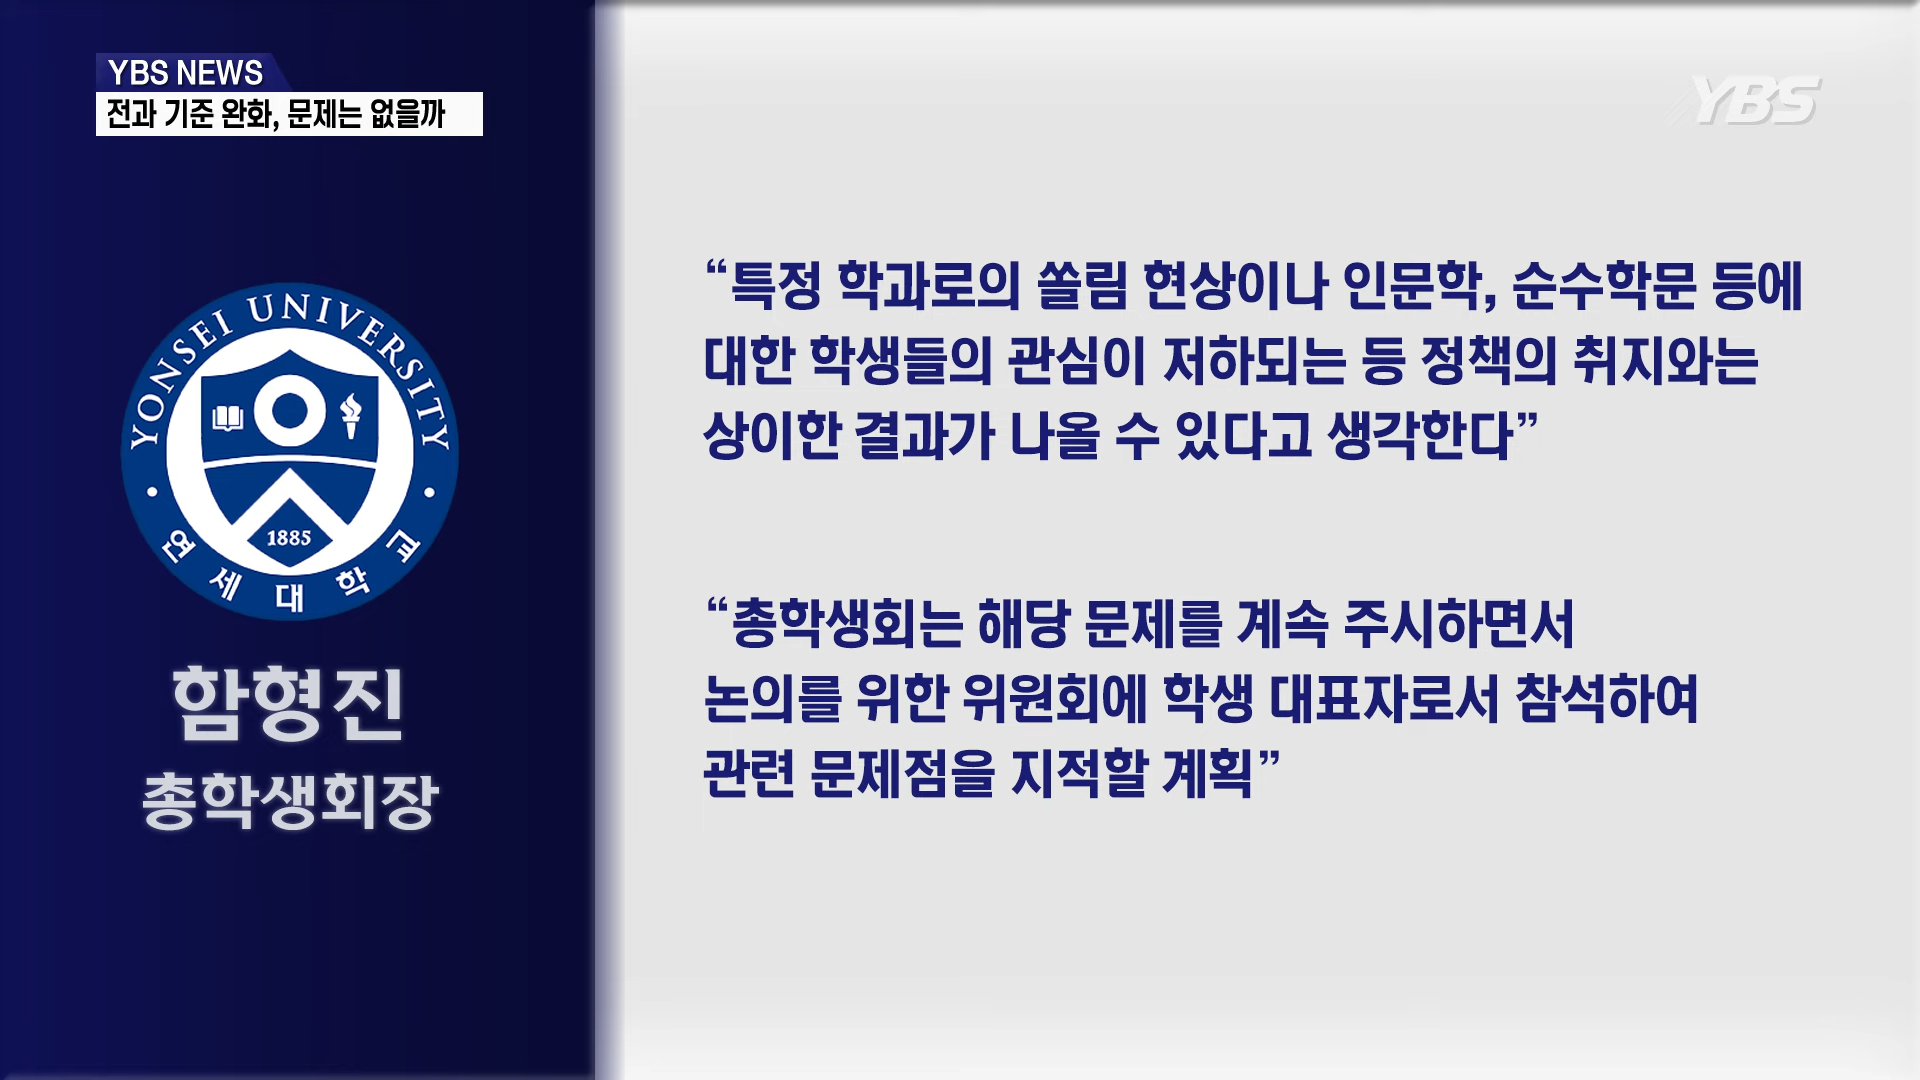 YBS NEWS
전과 기준 완화, 문제는 없을까
YBS
YONSEI UNIVERSITY
1885
연세대학교
함형진
총학생회장
“특정 학과로의 쏠림 현상이나 인문학, 순수학문 등에
대한 학생들의 관심이 저하되는 등 정책의 취지와는
상이한 결과가 나올 수 있다고 생각한다”
“총학생회는 해당 문제를 계속 주시하면서
논의를 위한 위원회에 학생 대표자로서 참석하여
관련 문제점을 지적할 계획”